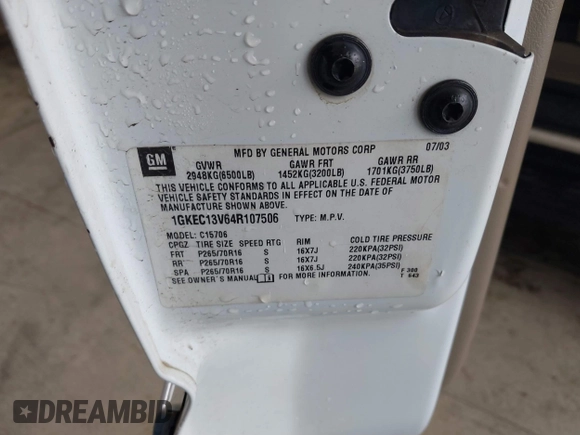 GM
MFD BY GENERAL MOTORS CORP 07/03
GVWR GAWR FRT GAWR RR
2948KG(6500LB) 1452KG(3200LB) 1701KG(3750LB)
THIS VEHICLE CONFORMS TO ALL APPLICABLE U.S. FEDERAL MOTOR
VEHICLE SAFETY STANDARDS IN EFFECT ON THE DATE OF
MANUFACTURE SHOWN ABOVE.
1GKEC13V64R107506 TYPE: M.P.V.
MODEL: C15706
CPGZ TIRE SIZE SPEED RTG RIM COLD TIRE PRESSURE
FRT P265/70R16 S 16X7J 220KPA(32PSI)
RR P265/70R16 S 16X7J 220KPA(32PSI)
SPA P265/70R16 S 16X6.5J 240KPA(35PSI)
SEE OWNER'S MANUAL FOR MORE INFORMATION.
F 300
T 643
DREAMBID